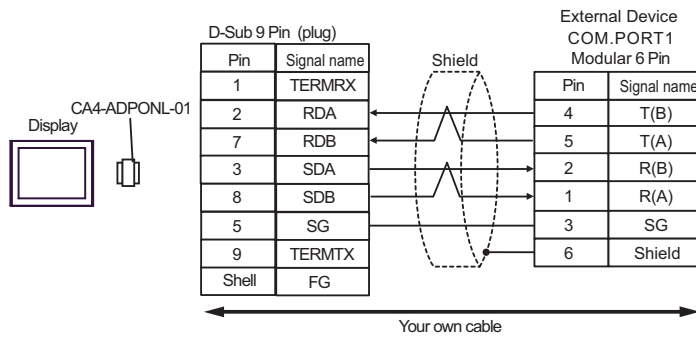 External Device
COM.PORT1
Modular 6 Pin
D-Sub 9 Pin (plug)
Shield
Pin Signal name
Pin Signal name
1 TERMRX
2 RDA
4 T(B)
7 RDB
5 T(A)
3 SDA
2 R(B)
8 SDB
1 R(A)
5 SG
3 SG
9 TERMTX
6 Shield
Shell FG
CA4-ADPONL-01
Display
Your own cable